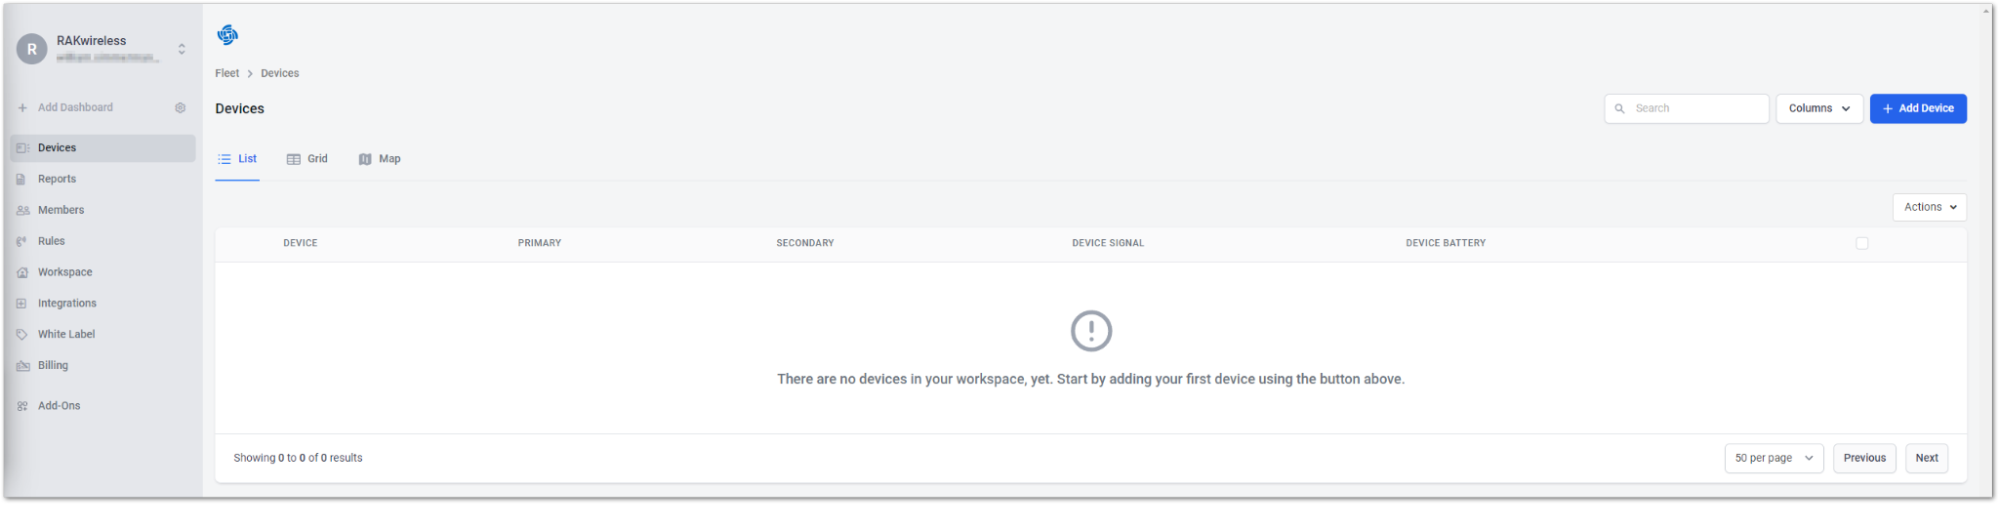 R
RAKwireless
Add Dashboard
Devices
Reports
Members
Rules
Workspace
Integrations
White Label
Billing
Add-Ons
Fleet > Devices
Devices
Search
Columns
+ Add Device
List
Grid
Map
Actions
DEVICE PRIMARY SECONDARY DEVICE SIGNAL DEVICE BATTERY
There are no devices in your workspace, yet. Start by adding your first device using the button above.
Showing 0 to 0 of 0 results
50 per page
Previous
Next